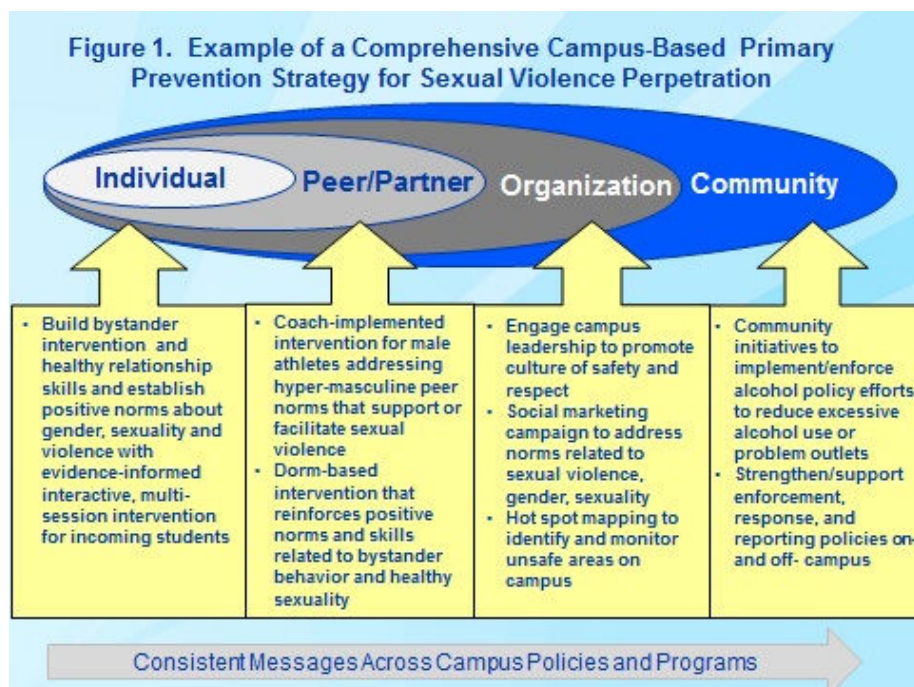 Figure 1. Example of a Comprehensive Campus-Based Primary
Prevention Strategy for Sexual Violence Perpetration
Individual
Peer/Partner
Organization
Community
• Build bystander
intervention and
healthy relationship
skills and establish
positive norms about
gender, sexuality and
violence with
evidence-informed
interactive, multi-
session intervention
for incoming students
• Coach-implemented
intervention for male
athletes addressing
hyper-masculine peer
norms that support or
facilitate sexual
violence
• Dorm-based
intervention that
reinforces positive
norms and skills
related to bystander
behavior and healthy
sexuality
• Engage campus
leadership to promote
culture of safety and
respect
• Social marketing
campaign to address
norms related to
sexual violence,
gender, sexuality
• Hot spot mapping to
identify and monitor
unsafe areas on
campus
• Community
initiatives to
implement/enforce
alcohol policy efforts
to reduce excessive
alcohol use or
problem outlets
• Strengthen/support
enforcement,
response, and
reporting policies on-
and off- campus
Consistent Messages Across Campus Policies and Programs